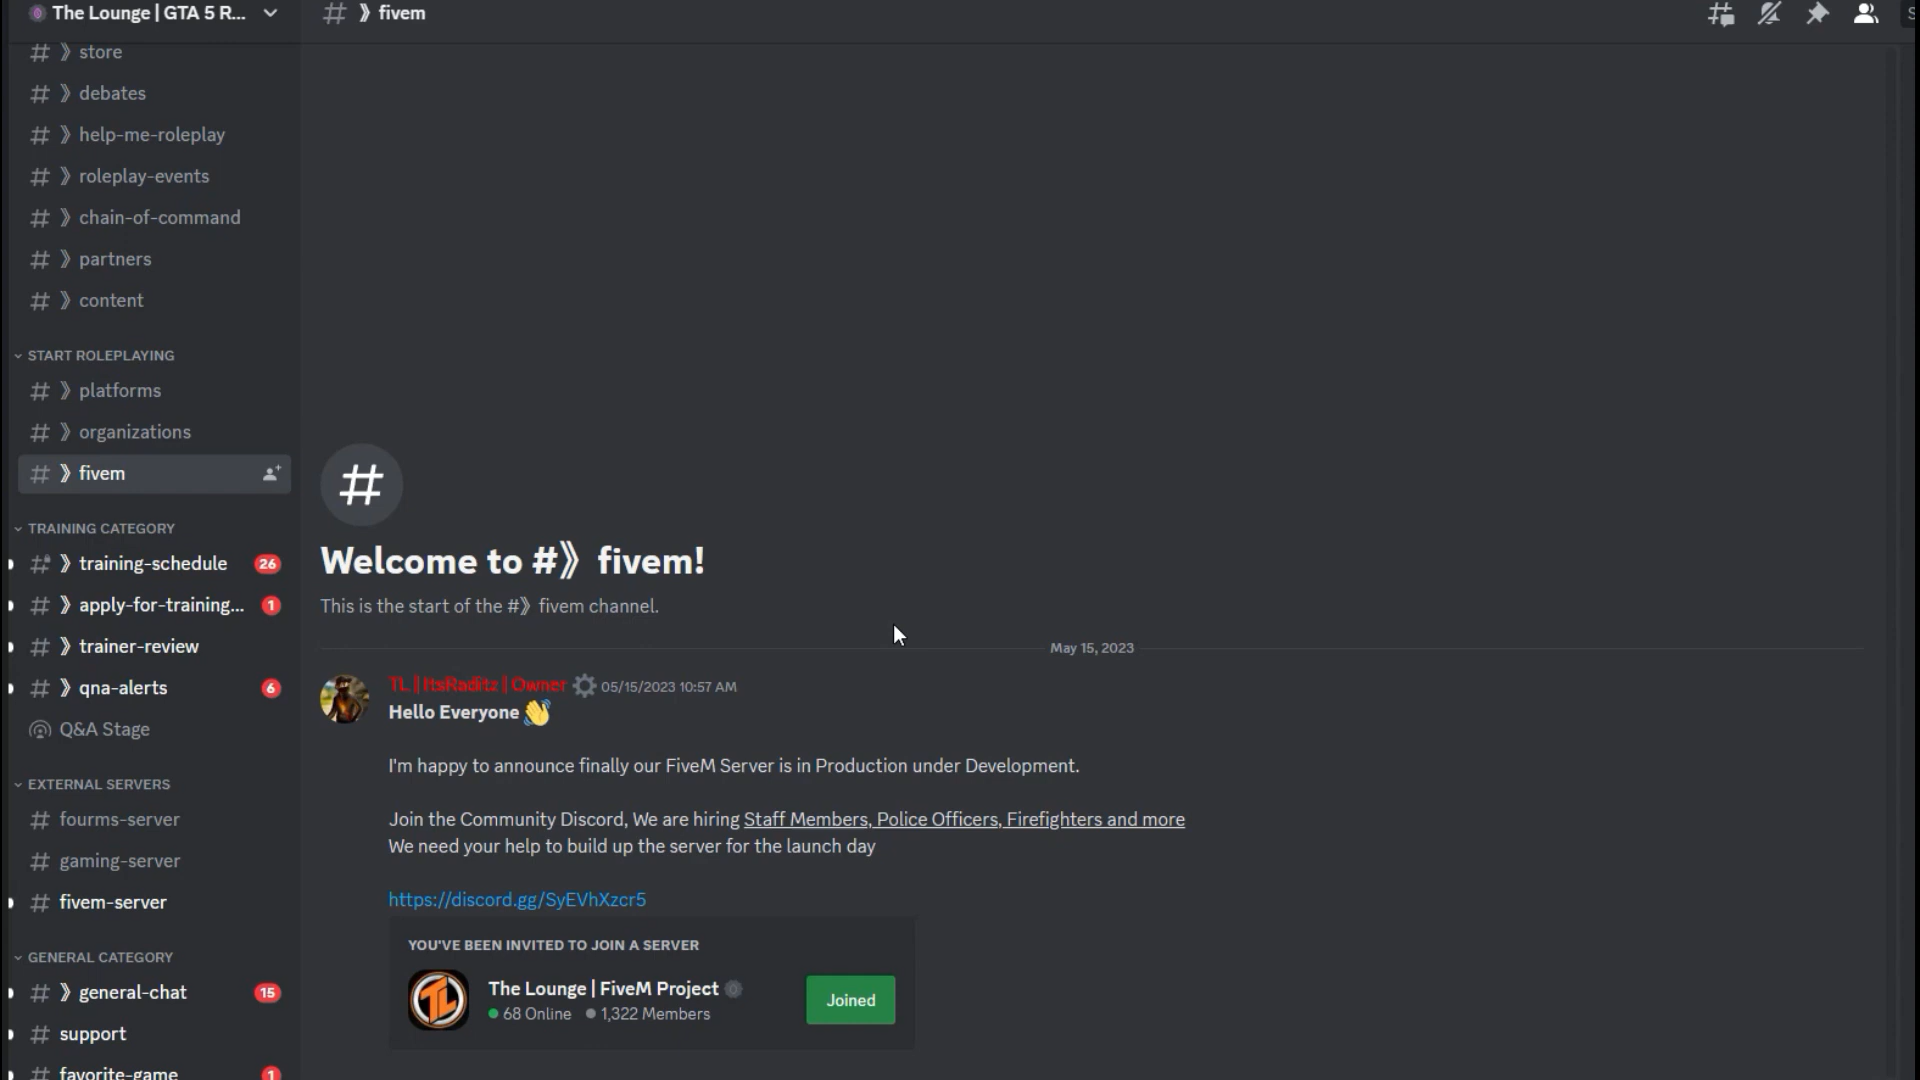 The Lounge | GTA 5 R...
# 》 fivem
# 》 store
# 》 debates
# 》 help-me-roleplay
# 》 roleplay-events
# 》 chain-of-command
# 》 partners
# 》 content
START ROLEPLAYING
# 》 platforms
# 》 organizations
# 》 fivem
TRAINING CATEGORY
# 》 training-schedule 26
# 》 apply-for-training... 1
# 》 trainer-review
# 》 qna-alerts 6
Q&A Stage
EXTERNAL SERVERS
# fourms-server
# gaming-server
# fivem-server
GENERAL CATEGORY
# 》 general-chat 15
# support
# favorite-game 1
#
Welcome to #》 fivem!
This is the start of the #》 fivem channel.
May 15, 2023
TL | ItsRaditz | Owner 05/15/2023 10:57 AM
Hello Everyone 👋
I'm happy to announce finally our FiveM Server is in Production under Development.
Join the Community Discord, We are hiring Staff Members, Police Officers, Firefighters and more
We need your help to build up the server for the launch day
https://discord.gg/SyEVhXzcr5
YOU'VE BEEN INVITED TO JOIN A SERVER
TL
The Lounge | FiveM Project
68 Online 1,322 Members
Joined